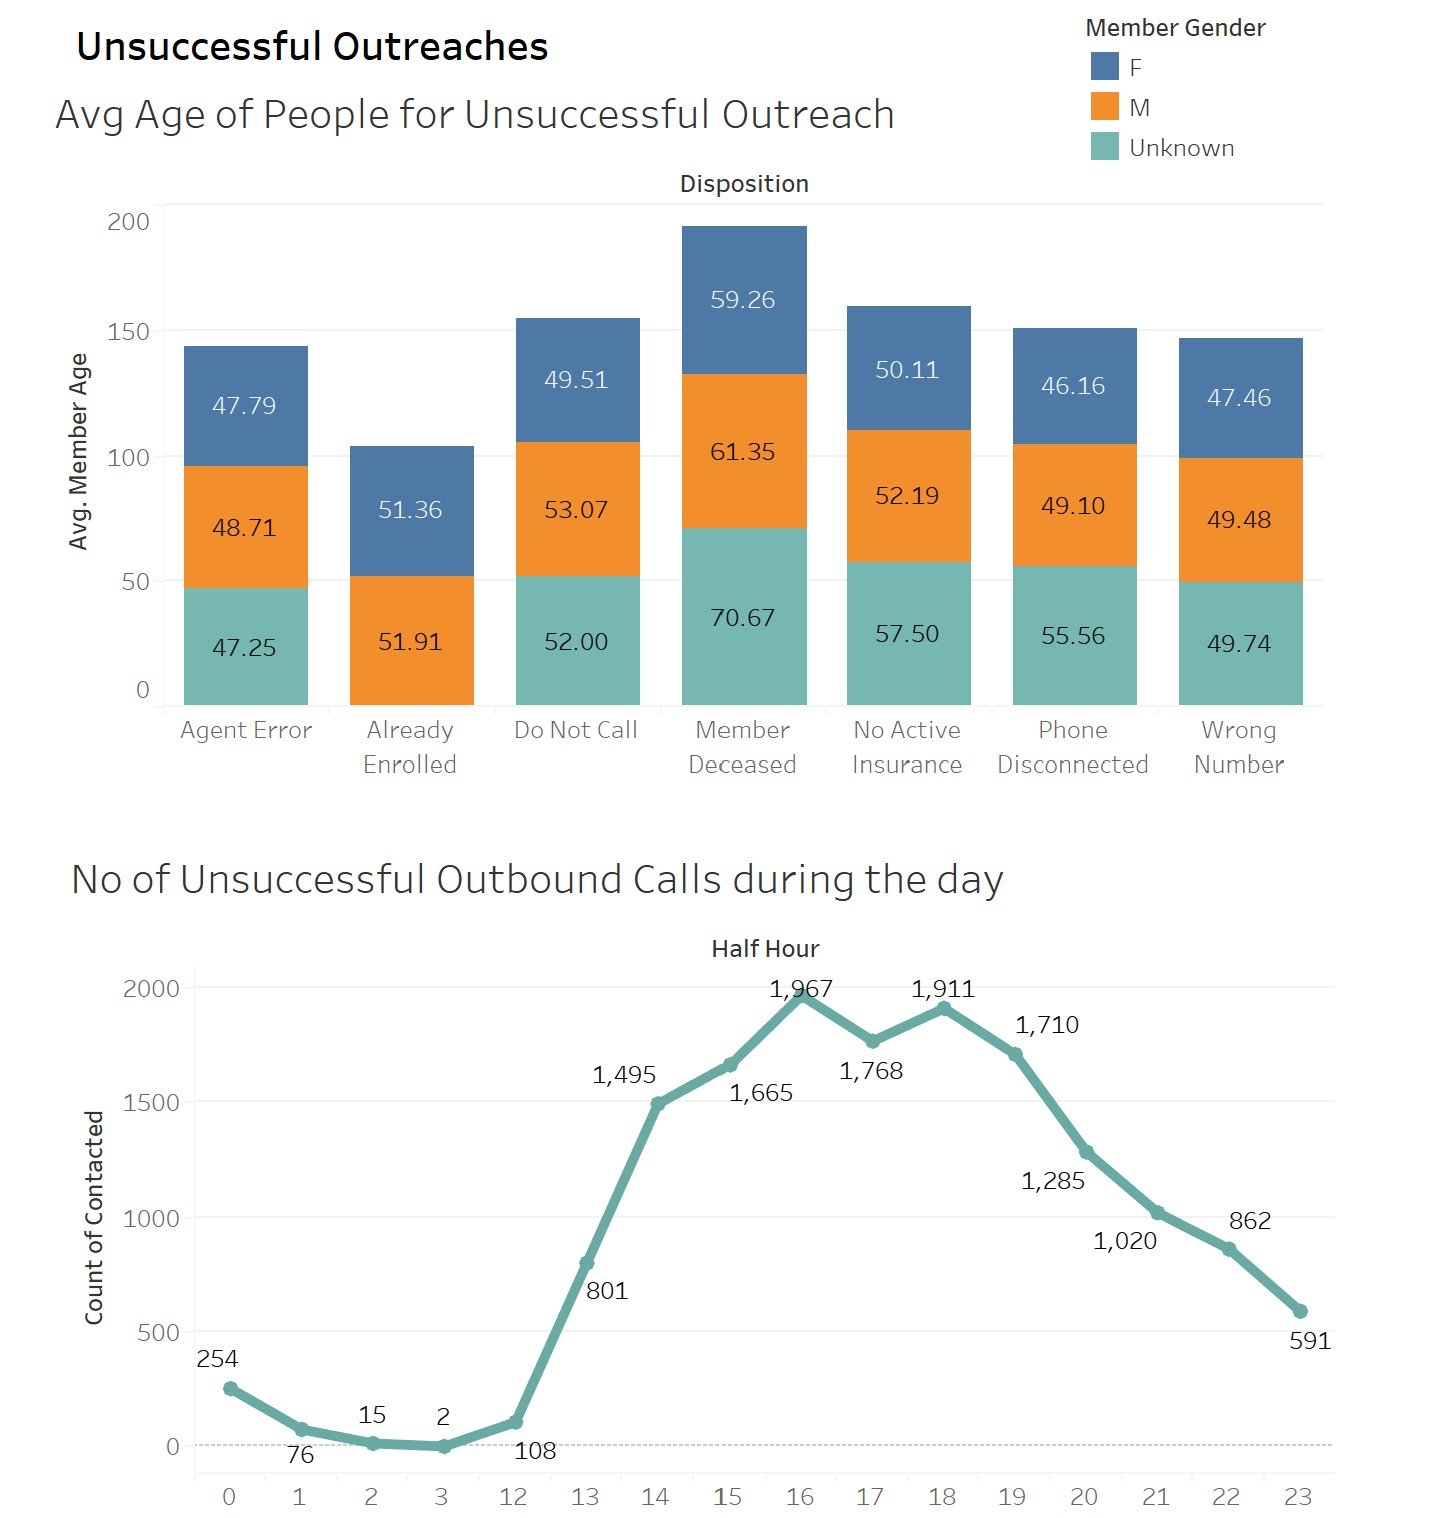 Unsuccessful Outreaches
Member Gender
F
M
Unknown
Avg Age of People for Unsuccessful Outreach
Disposition
Avg. Member Age
200
150
100
50
0
47.79
48.71
47.25
51.36
51.91
49.51
53.07
52.00
59.26
61.35
70.67
50.11
52.19
57.50
46.16
49.10
55.56
47.46
49.48
49.74
Agent Error
Already
Enrolled
Do Not Call
Member
Deceased
No Active
Insurance
Phone
Disconnected
Wrong
Number
No of Unsuccessful Outbound Calls during the day
Half Hour
Count of Contacted
2000
1500
1000
500
0
254
76
15
2
108
801
1,495
1,665
1,967
1,768
1,911
1,710
1,285
1,020
862
591
0 1 2 3 12 13 14 15 16 17 18 19 20 21 22 23